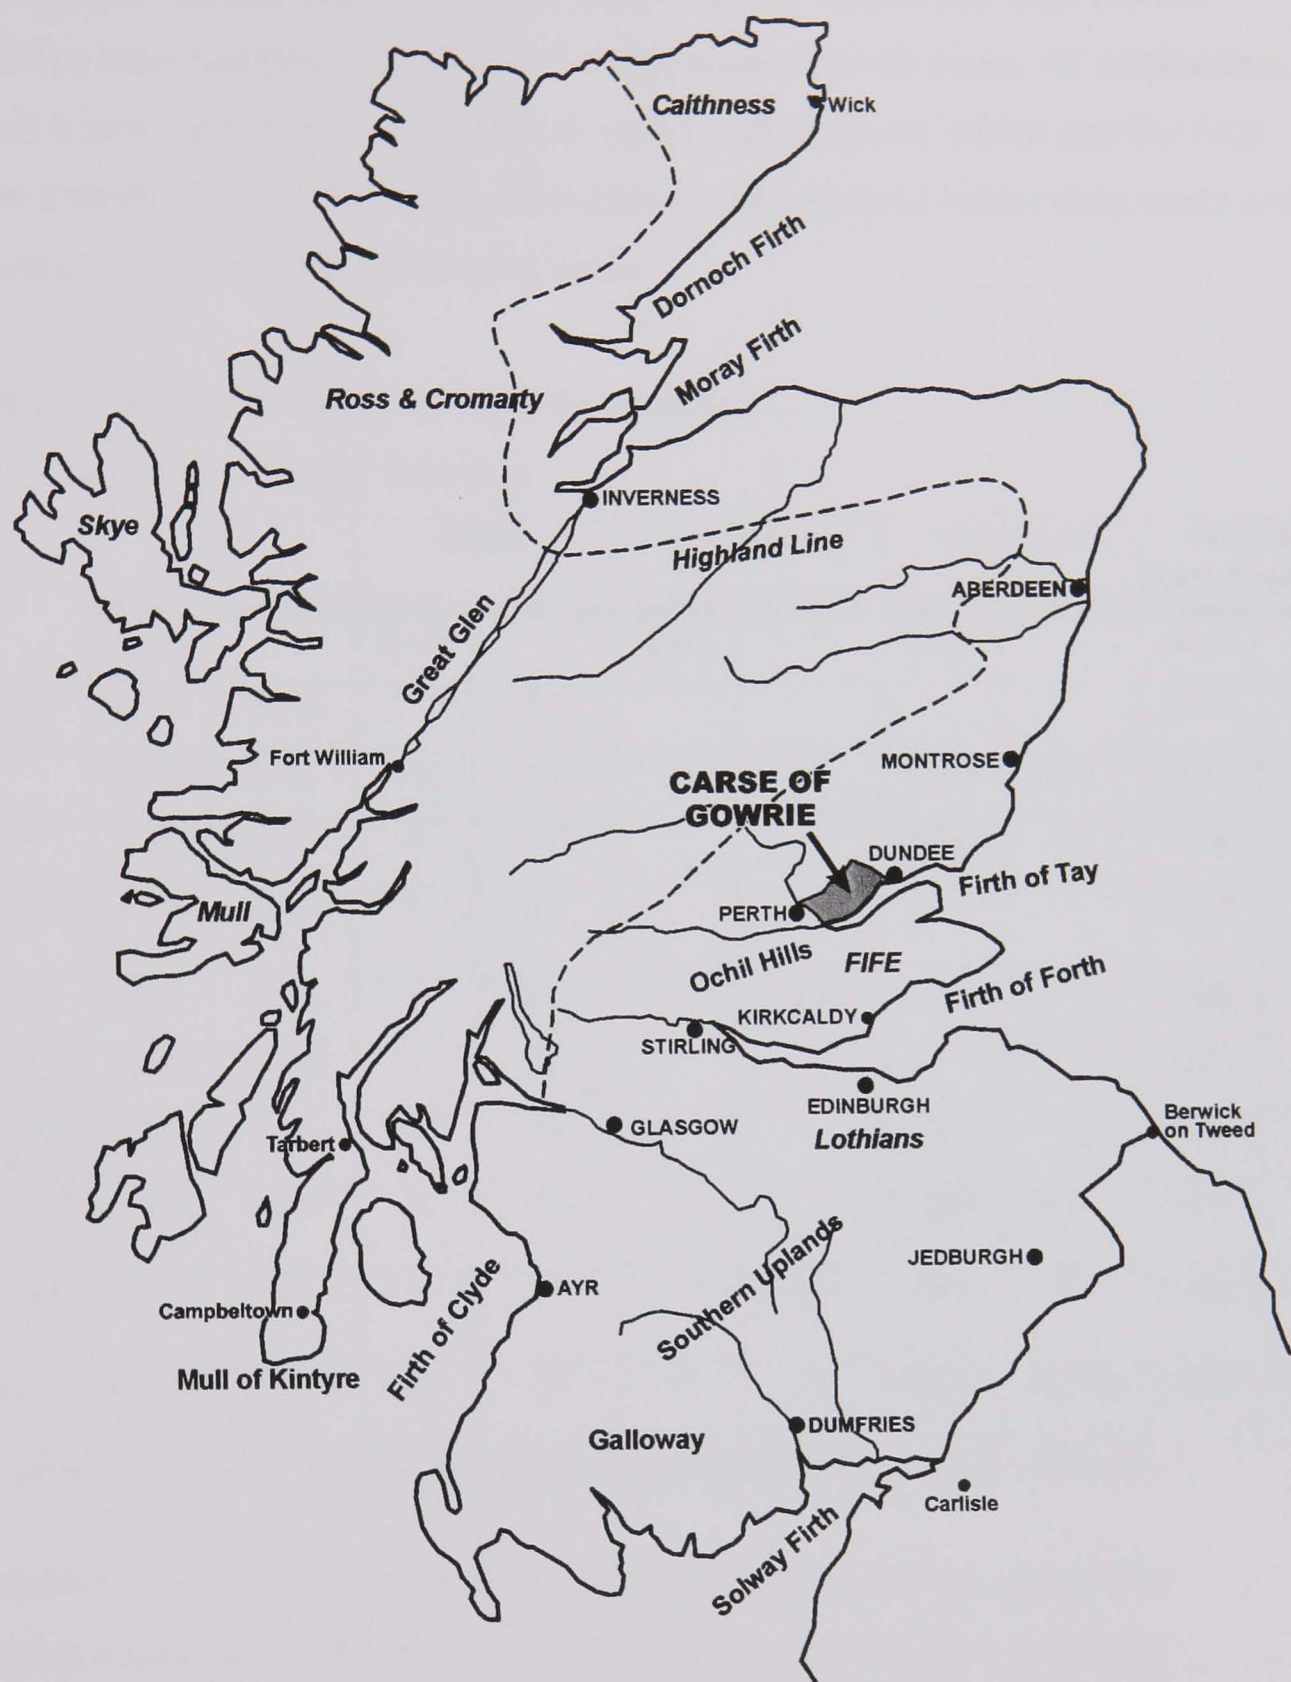 Caithness
Wick
Dornoch Firth
Moray Firth
Ross & Cromarty
INVERNESS
Skye
Highland Line
ABERDEEN
Great Glen
Fort William
MONTROSE
CARSE OF
GOWRIE
DUNDEE
Firth of Tay
Mull
PERTH
Ochil Hills
FIFE
Firth of Forth
KIRKCALDY
STIRLING
EDINBURGH
Lothians
Berwick
on Tweed
GLASGOW
Tarbert
JEDBURGH
Southern Uplands
AYR
Firth of Clyde
Campbeltown
Mull of Kintyre
DUMFRIES
Galloway
Carlisle
Solway Firth